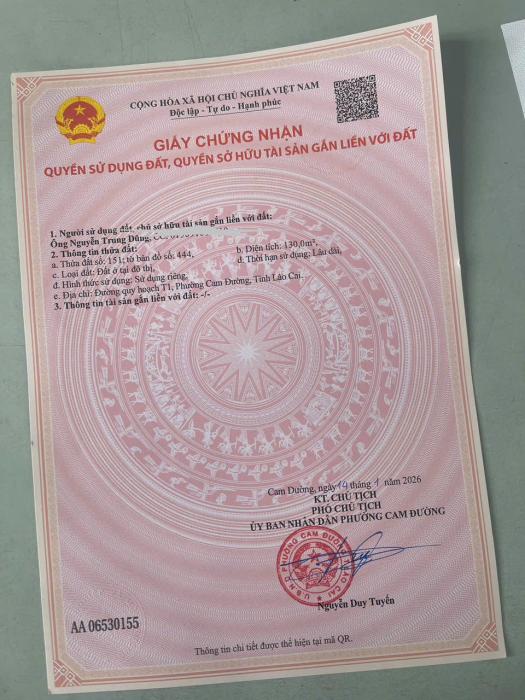 CỘNG HÒA XÃ HỘI CHỦ NGHĨA VIỆT NAM
Độc lập - Tự do - Hạnh phúc
GIẤY CHỨNG NHẬN
QUYỀN SỬ DỤNG ĐẤT, QUYỀN SỞ HỮU TÀI SẢN GẮN LIỀN VỚI ĐẤT
1. Người sử dụng đất, chủ sở hữu tài sản gắn liền với đất:
Ông Nguyễn Trung Dũng,
2. Thông tin thửa đất:
a. Thửa đất số: 151; tờ bản đồ số: 444, b. Diện tích: 130,0m²,
c. Loại đất: Đất ở tại đô thị, d. Thời hạn sử dụng: Lâu dài,
đ. Hình thức sử dụng: Sử dụng riêng,
e. Địa chỉ: Đường quy hoạch T1, Phường Cam Đường, Tỉnh Lào Cai.
3. Thông tin tài sản gắn liền với đất: -/-
Cam Đường, ngày 14 tháng 1 năm 2026
KT. CHỦ TỊCH
PHÓ CHỦ TỊCH
ỦY BAN NHÂN DÂN PHƯỜNG CAM ĐƯỜNG
U.B.N.D PHƯỜNG CAM ĐƯỜNG
LÀO CAI
Nguyễn Duy Tuyến
AA 06530155
Thông tin chi tiết được thể hiện tại mã QR.